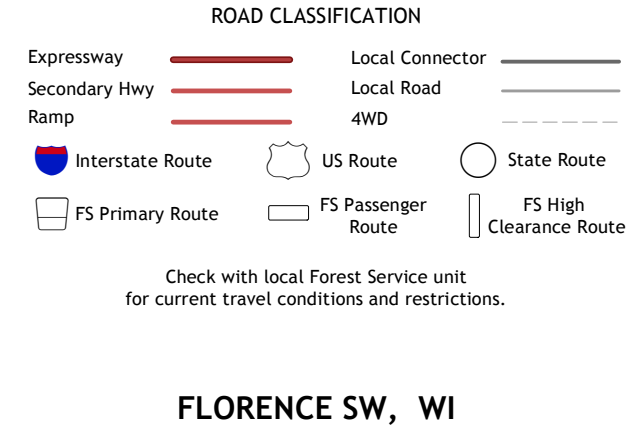 ROAD CLASSIFICATION
Expressway
Local Connector
Secondary Hwy
Local Road
Ramp
4WD
Interstate Route
US Route
State Route
FS Primary Route
FS Passenger
Route
FS High
Clearance Route
Check with local Forest Service unit
for current travel conditions and restrictions.
FLORENCE SW, WI